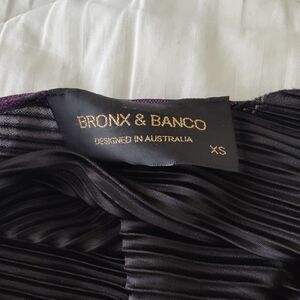 BRONX & BANCO
DESIGNED IN AUSTRALIA
XS